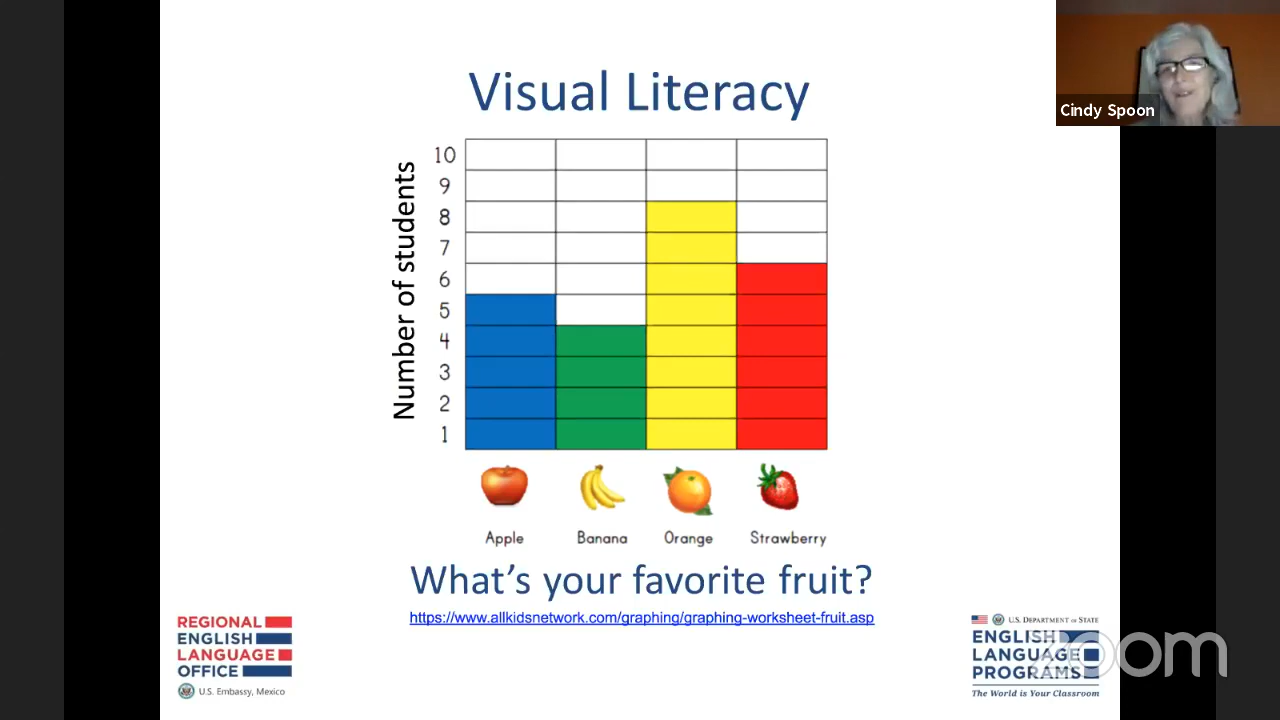 Visual Literacy
Cindy Spoon
Number of students
10
9
8
7
6
5
4
3
2
1
Apple Banana Orange Strawberry
What's your favorite fruit?
https://www.allkidsnetwork.com/graphing/graphing-worksheet-fruit.asp
REGIONAL
ENGLISH
LANGUAGE
OFFICE
U.S. Embassy, Mexico
U.S. DEPARTMENT OF STATE
ENGLISH
LANGUAGE
PROGRAMS
The World is Your Classroom
zoom